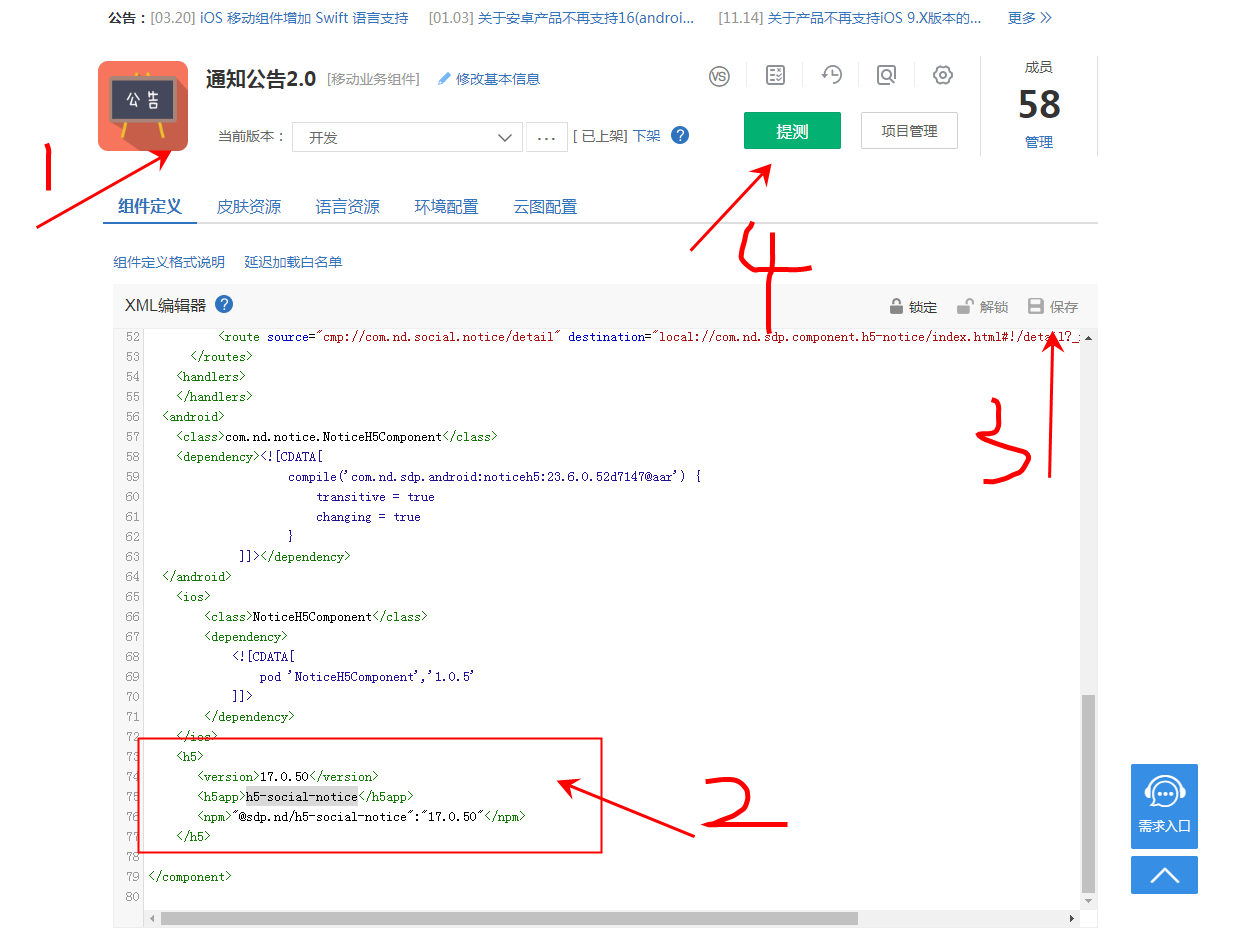 公告：[03.20] iOS 移动组件增加 Swift 语言支持 [01.03] 关于安卓产品不再支持16(androi... [11.14] 关于产品不再支持iOS 9.X版本的... 更多
公告
通知公告2.0 [移动业务组件] 修改基本信息
VS
成员
58
管理
当前版本： 开发 ... [ 已上架] 下架 ?
提测 项目管理
1
组件定义 皮肤资源 语言资源 环境配置 云图配置
4
组件定义格式说明 延迟加载白名单
XML编辑器 ? 锁定 解锁 保存
52 <route source="cmp://com.nd.social.notice/detail" destination="local://com.nd.sdp.component.h5-notice/index.html#!/detail?_
53 </routes>
54 <handlers>
55 </handlers>
56 <android>
57 <class>com.nd.notice.NoticeH5Component</class>
58 <dependency><![CDATA[
59 compile('com.nd.sdp.android:noticeh5:23.6.0.52d7147@aar') {
60 transitive = true
61 changing = true
62 }
63 ]]></dependency>
64 </android>
65 <ios>
66 <class>NoticeH5Component</class>
67 <dependency>
68 <![CDATA[
69 pod 'NoticeH5Component','1.0.5'
70 ]]>
71 </dependency>
72 </ios>
73 <h5>
74 <version>17.0.50</version>
75 <h5app>h5-social-notice</h5app>
76 <npm>"@sdp.nd/h5-social-notice":"17.0.50"</npm>
77 </h5>
78
79 </component>
80
3
2
需求入口